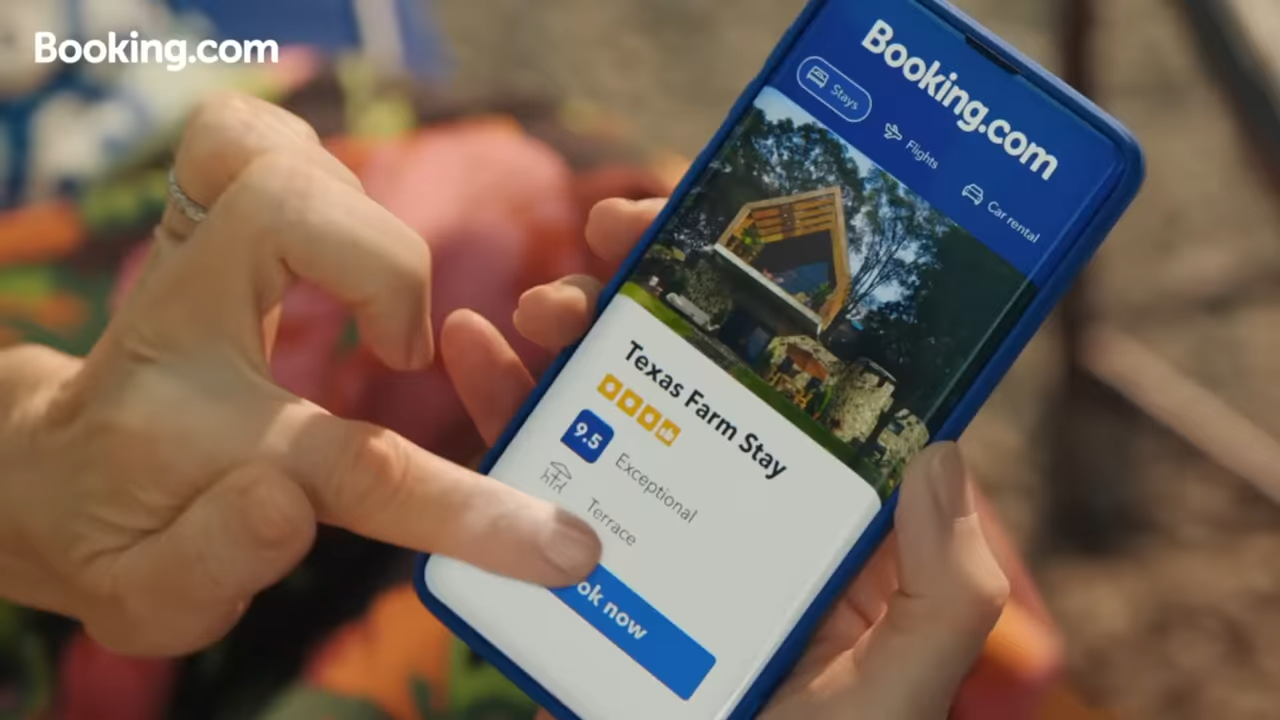 Booking.com
Booking.com
Stays
Flights
Car rental
Texas Farm Stay
9.5
Exceptional
Terrace
ok now